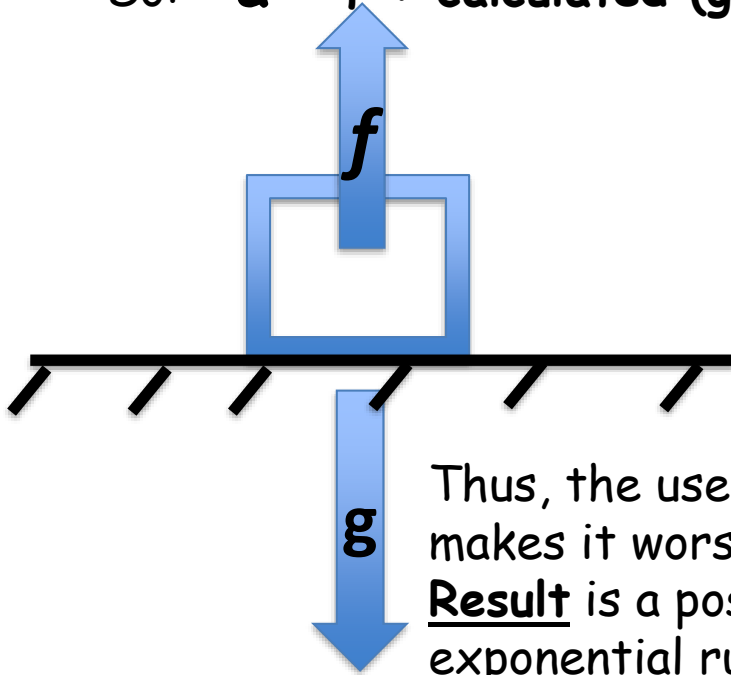 calculated (g
f
g
Thus, the use
makes it wors
Result is a pos
exponential ru